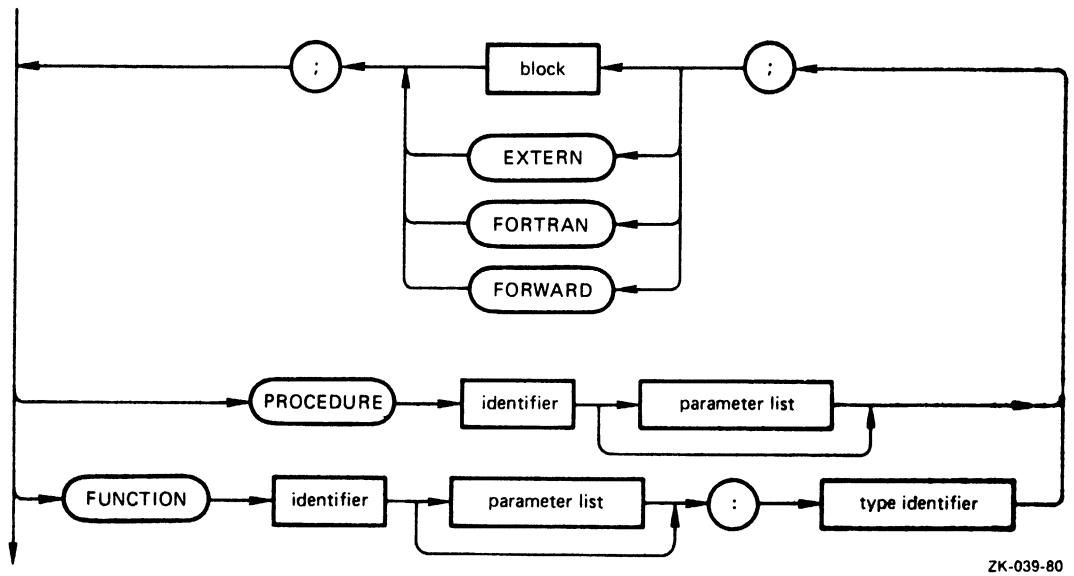 ; block ;
EXTERN
FORTRAN
FORWARD
PROCEDURE identifier parameter list
FUNCTION identifier parameter list : type identifier
ZK-039-80